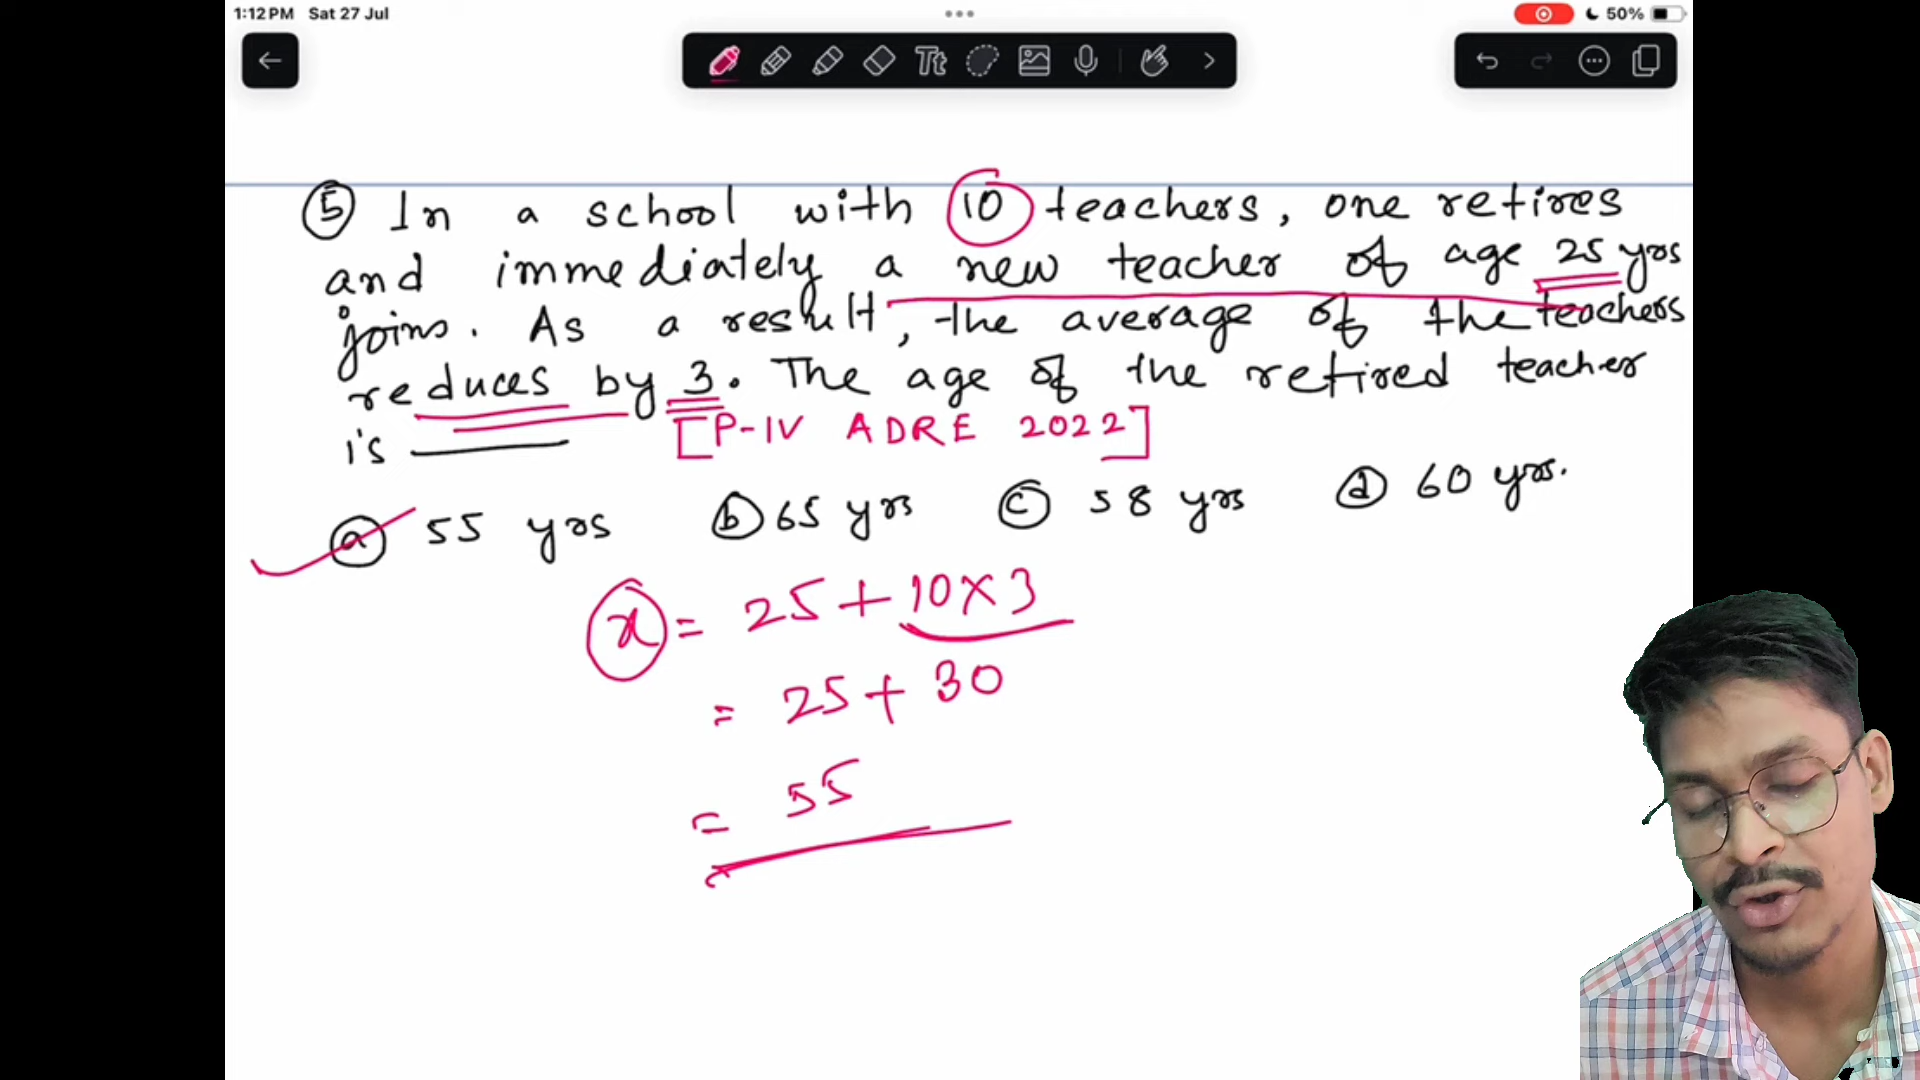 1:12 PM Sat 27 Jul
50%
Tt
5 In a school with 10 teachers, one retires
and immediately a new teacher of age 25 yrs
joins. As a result, the average of the teachers
reduces by 3. The age of the retired teacher
is ______ [P-IV ADRE 2022]
a 55 yrs b 65 yrs c 58 yrs d 60 yrs.
x = 25 + 10 × 3
= 25 + 30
= 55